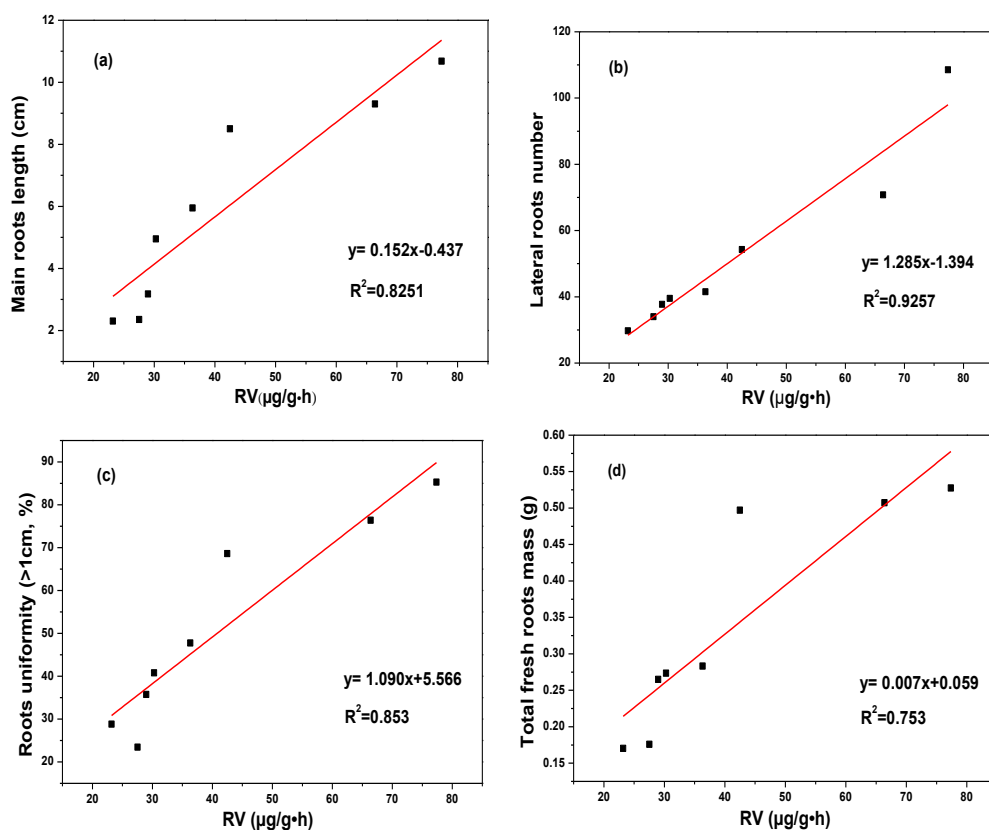 (a)
Main roots length (cm)
12
10
8
6
4
2
y= 0.152x-0.437
R²=0.8251
20 30 40 50 60 70 80
RV(μg/g•h)
(b)
Lateral roots number
120
100
80
60
40
20
y= 1.285x-1.394
R²=0.9257
20 30 40 50 60 70 80
RV (μg/g•h)
(c)
Roots uniformity (>1cm, %)
90
80
70
60
50
40
30
20
y= 1.090x+5.566
R²=0.853
20 30 40 50 60 70 80
RV (μg/g•h)
(d)
Total fresh roots mass (g)
0.60
0.55
0.50
0.45
0.40
0.35
0.30
0.25
0.20
0.15
y= 0.007x+0.059
R²=0.753
20 30 40 50 60 70 80
RV (μg/g•h)